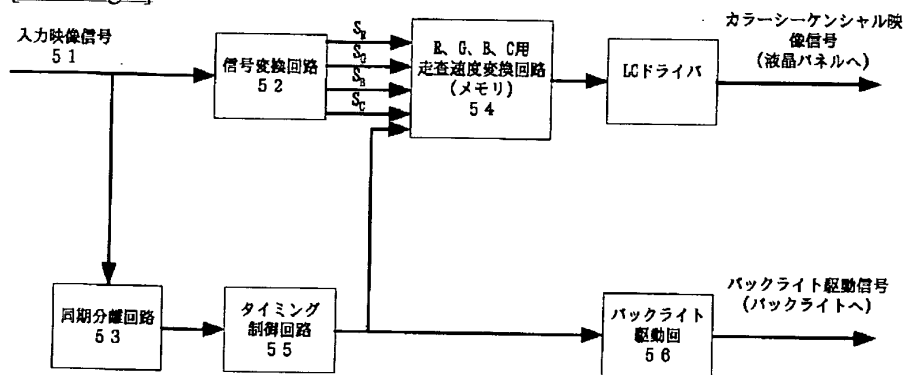 入力映像信号
51
信号変換回路
52
S_R
S_G
S_B
S_C
R、G、B、C用
走査速度変換回路
(メモリ)
54
LCドライバ
カラーシーケンシャル映
像信号
(液晶パネルへ)
同期分離回路
53
タイミング
制御回路
55
バックライト
駆動回
56
バックライト駆動信号
(バックライトへ)